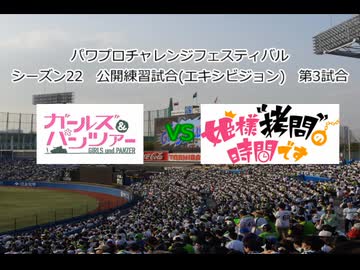 パワプロチャレンジフェスティバル
シーズン22　公開練習試合(エキシビジョン)　第3試合
ガールズ&パンツァー
GIRLS und PANZER
VS
姫様"拷問"の時間です